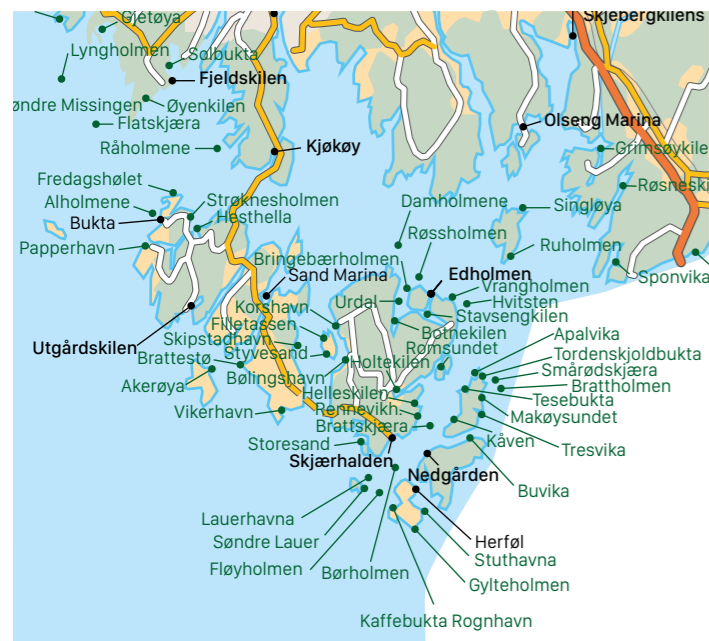 Gjetøya
Skjebergkilens
Lyngholmen
Solbukta
Fjeldskilen
øndre Missingen
Øyenkilen
Flatskjæra
Olseng Marina
Råholmene
Kjøkøy
Grimsøykile
Fredagshølet
Røsneski
Alholmene
Strøknesholmen
Damholmene
Bukta
Hesthella
Singløya
Røssholmen
Papperhavn
Bringebærholmen
Ruholmen
Sand Marina
Edholmen
Sponvika
Vrangholmen
Korshavn
Urdal
Hvitsten
Filletassen
Stavsengkilen
Utgårdskilen
Skipstadhavn
Botnekilen
Apalvika
Brattestø
Styvesand
Rømsundet
Tordenskjoldbukta
Akerøya
Bølingshavn
Holtekilen
Smårødskjæra
Helleskilen
Brattholmen
Vikerhavn
Rennevikh.
Tesebukta
Brattskjæra
Makøysundet
Storesand
Kåven
Tresvika
Skjærhalden
Nedgården
Buvika
Lauerhavna
Søndre Lauer
Herføl
Fløyholmen
Børholmen
Stuthavna
Gylteholmen
Kaffebukta Rognhavn